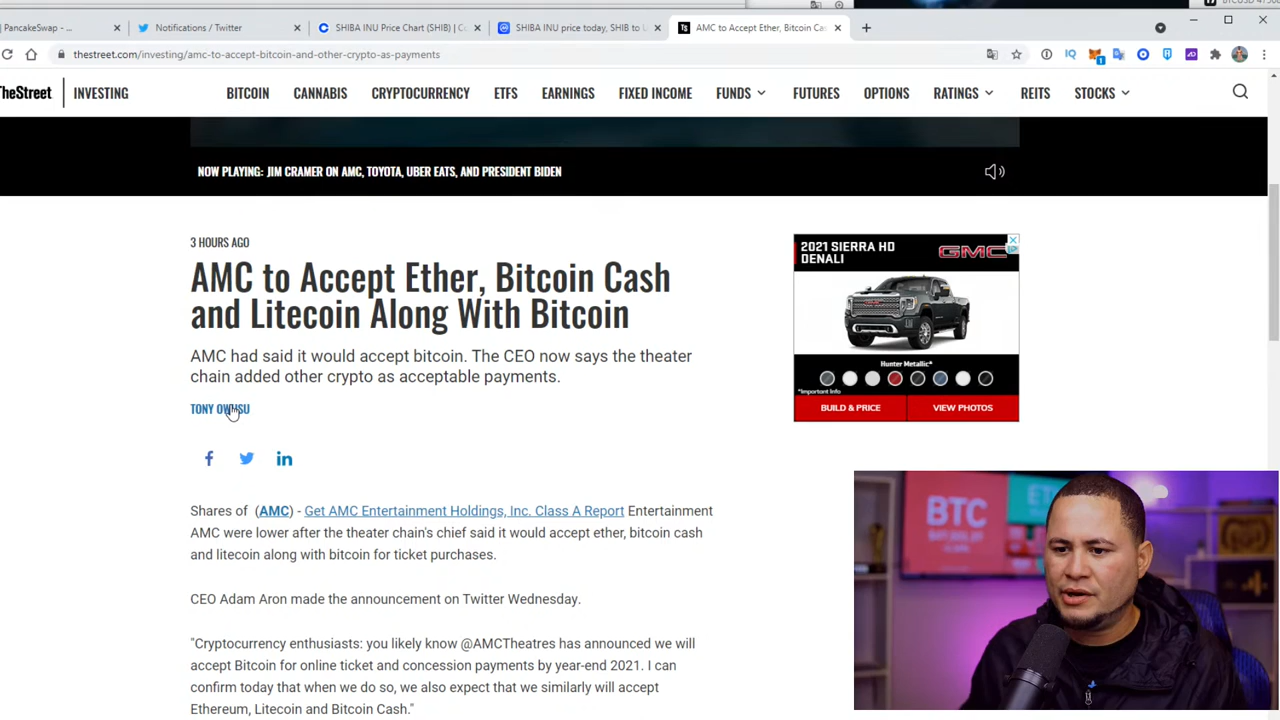 PancakeSwap - ...
Notifications / Twitter
SHIBA INU Price Chart (SHIB) | C
SHIBA INU price today, SHIB to
AMC to Accept Ether, Bitcoin Ca
thestreet.com/investing/amc-to-accept-bitcoin-and-other-crypto-as-payments
TheStreet INVESTING BITCOIN CANNABIS CRYPTOCURRENCY ETFS EARNINGS FIXED INCOME FUNDS FUTURES OPTIONS RATINGS REITS STOCKS
NOW PLAYING: JIM CRAMER ON AMC, TOYOTA, UBER EATS, AND PRESIDENT BIDEN
3 HOURS AGO
AMC to Accept Ether, Bitcoin Cash
and Litecoin Along With Bitcoin
AMC had said it would accept bitcoin. The CEO now says the theater
chain added other crypto as acceptable payments.
TONY OWUSU
Shares of (AMC) - Get AMC Entertainment Holdings, Inc. Class A Report Entertainment
AMC were lower after the theater chain's chief said it would accept ether, bitcoin cash
and litecoin along with bitcoin for ticket purchases.
CEO Adam Aron made the announcement on Twitter Wednesday.
"Cryptocurrency enthusiasts: you likely know @AMCTheatres has announced we will
accept Bitcoin for online ticket and concession payments by year-end 2021. I can
confirm today that when we do so, we also expect that we similarly will accept
Ethereum, Litecoin and Bitcoin Cash."
2021 SIERRA HD
DENALI
GMC
Hunter Metallic*
*Important Info
BUILD & PRICE
VIEW PHOTOS
BTC